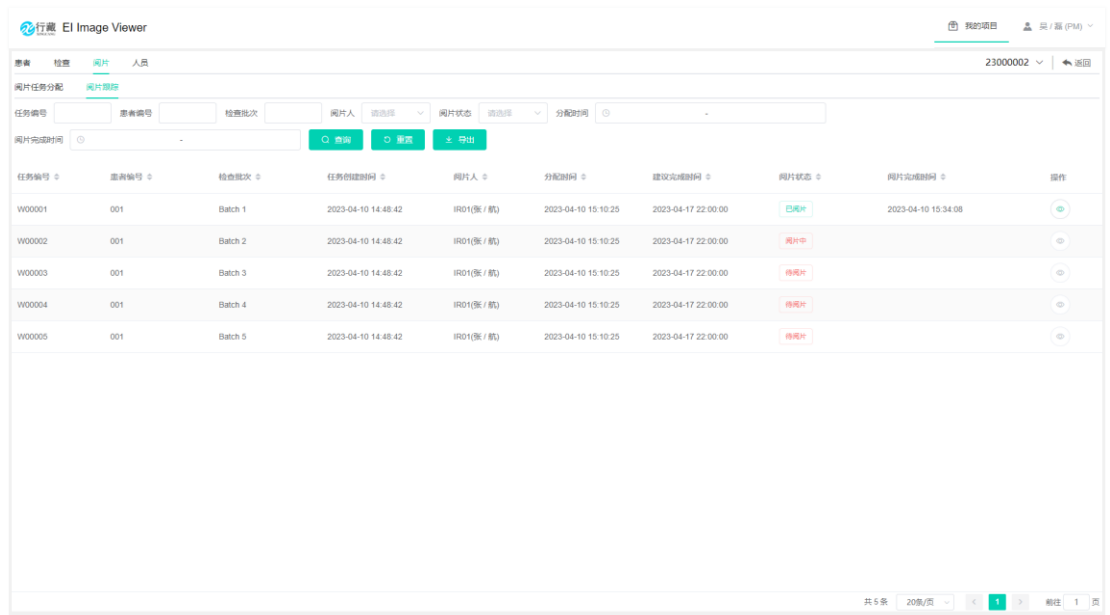 行藏 EI Image Viewer 我的项目 吴 / 磊 (PM)
患者 检查 阅片 人员 23000002 返回
阅片任务分配 阅片跟踪
任务编号 患者编号 检查批次 阅片人 请选择 阅片状态 请选择 分配时间 -
阅片完成时间 - 查询 重置 导出
任务编号 患者编号 检查批次 任务创建时间 阅片人 分配时间 建议完成时间 阅片状态 阅片完成时间 操作
W00001 001 Batch 1 2023-04-10 14:48:42 IR01(张 / 航) 2023-04-10 15:10:25 2023-04-17 22:00:00 已阅片 2023-04-10 15:34:08
W00002 001 Batch 2 2023-04-10 14:48:42 IR01(张 / 航) 2023-04-10 15:10:25 2023-04-17 22:00:00 阅片中
W00003 001 Batch 3 2023-04-10 14:48:42 IR01(张 / 航) 2023-04-10 15:10:25 2023-04-17 22:00:00 待阅片
W00004 001 Batch 4 2023-04-10 14:48:42 IR01(张 / 航) 2023-04-10 15:10:25 2023-04-17 22:00:00 待阅片
W00005 001 Batch 5 2023-04-10 14:48:42 IR01(张 / 航) 2023-04-10 15:10:25 2023-04-17 22:00:00 待阅片
共 5 条 20条/页 1 前往 1 页